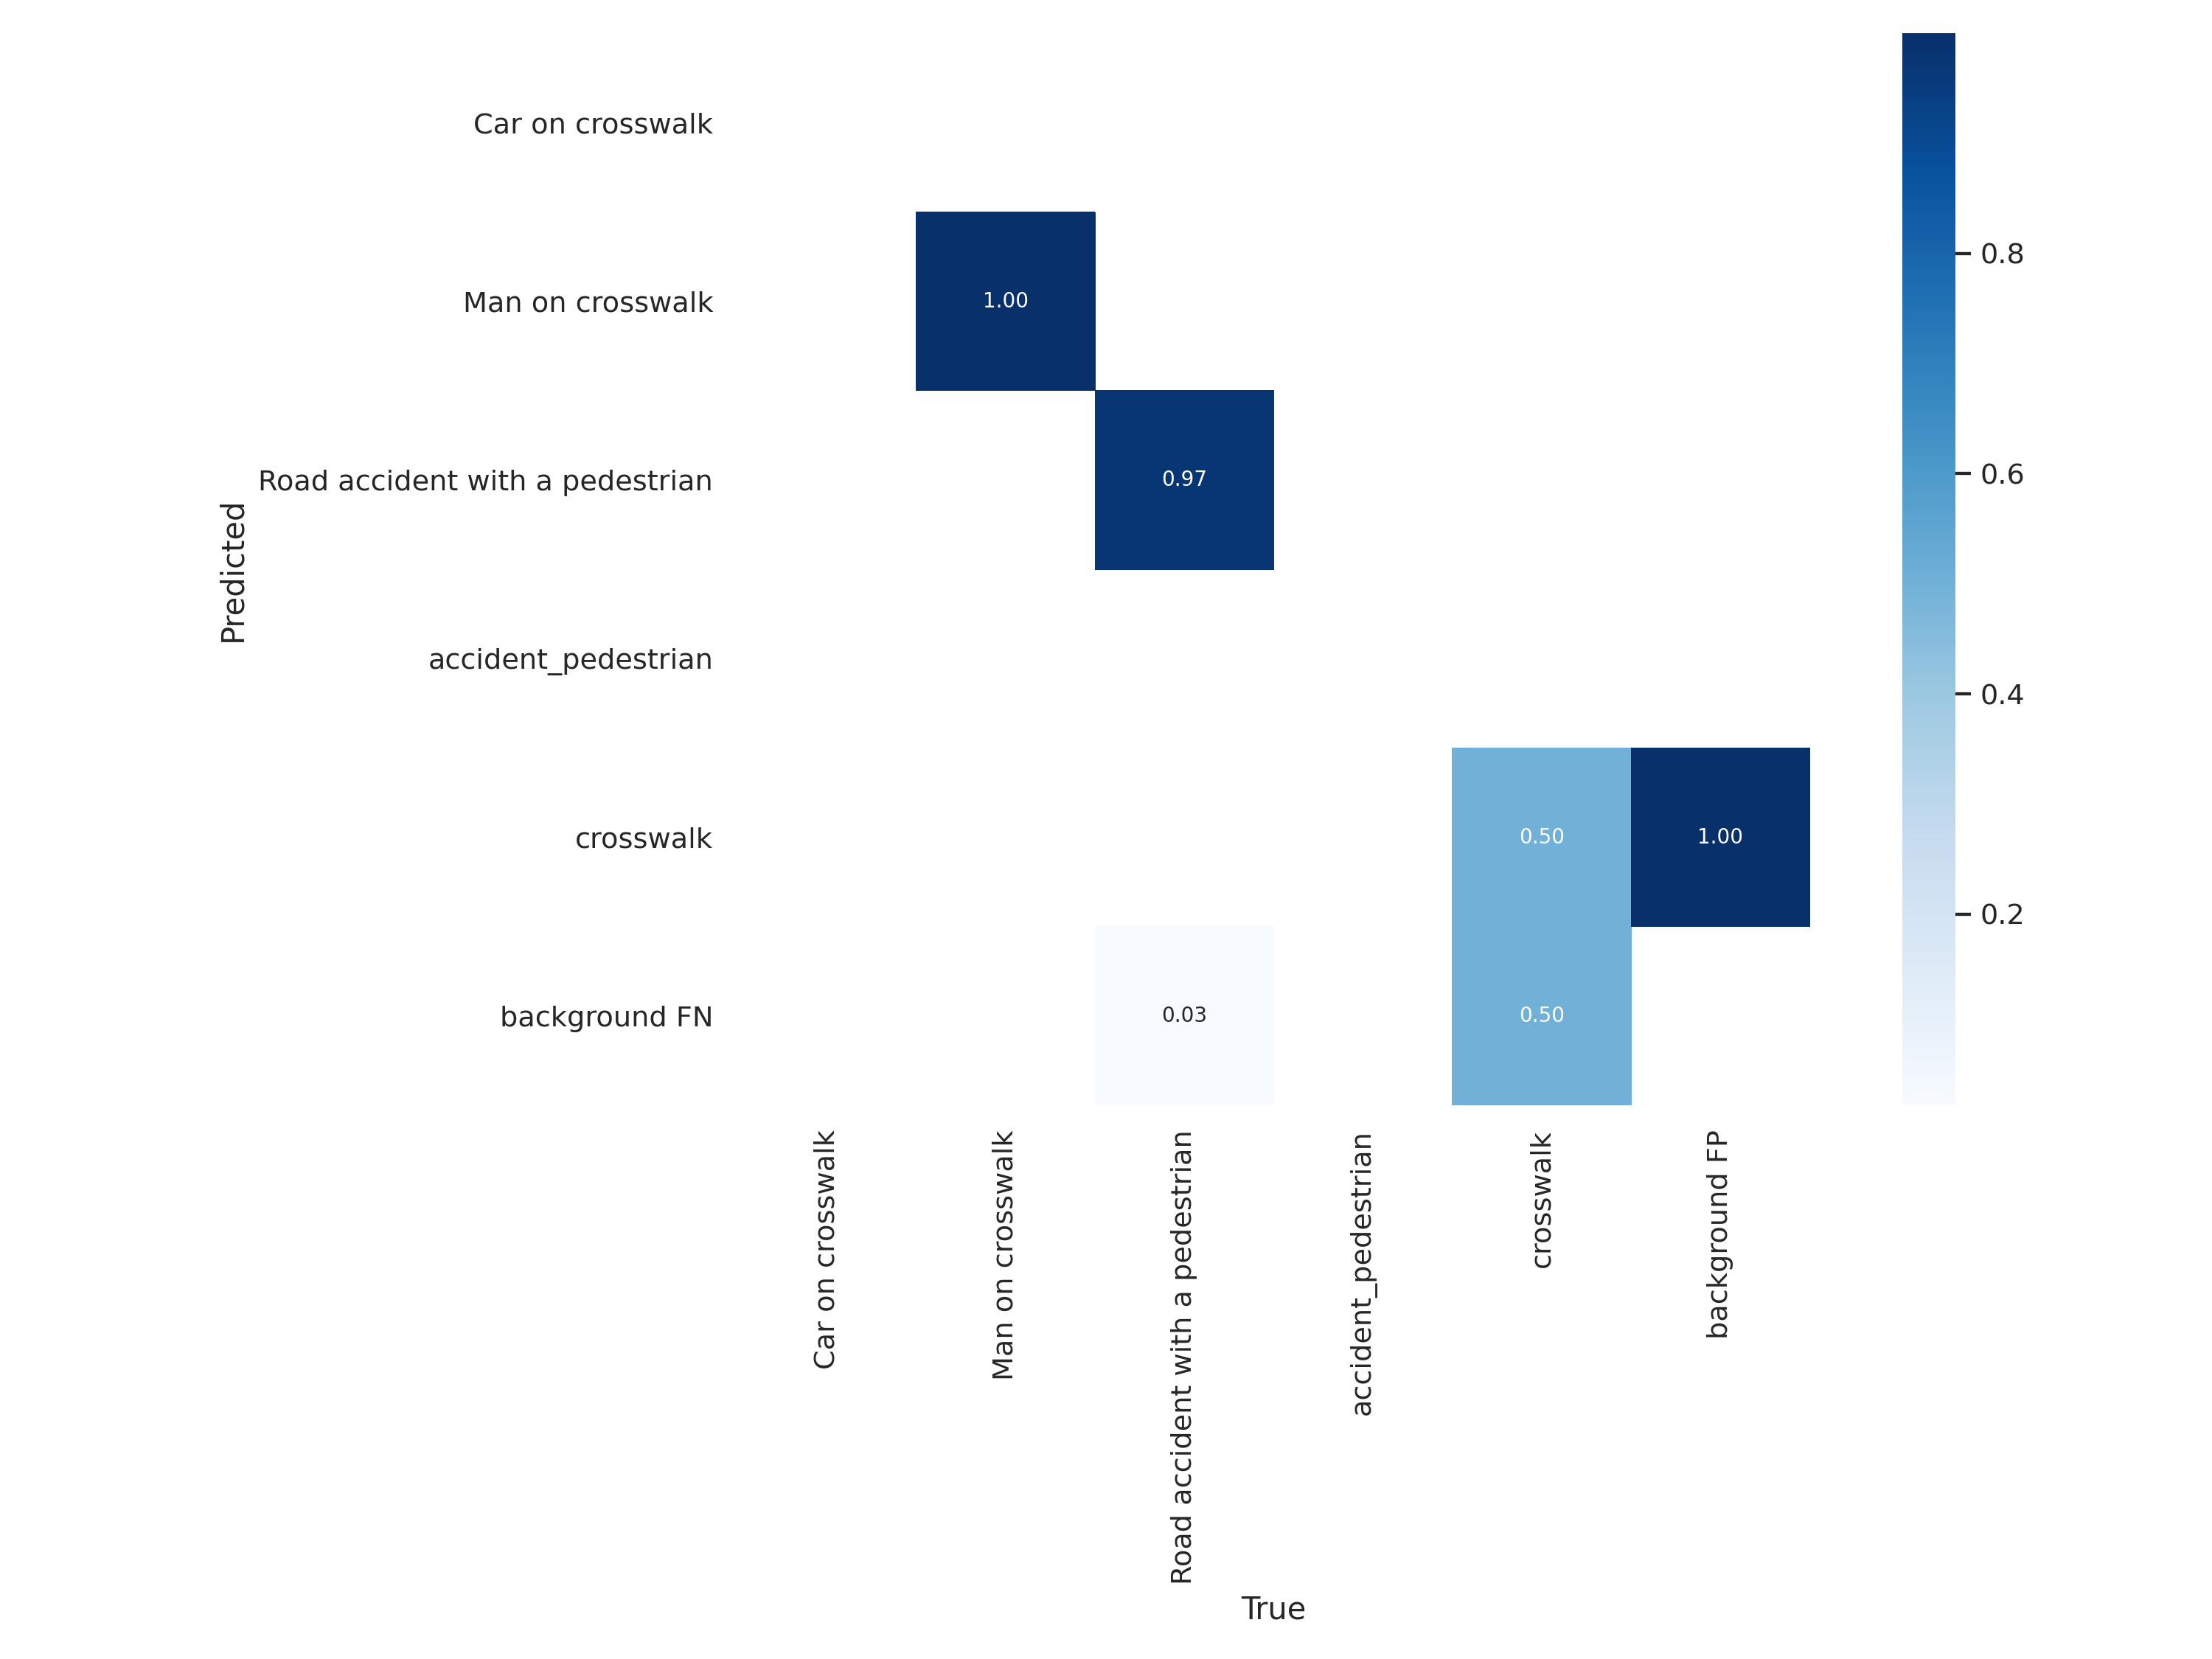 Car on crosswalk
Man on crosswalk
Road accident with a pedestrian
accident_pedestrian
crosswalk
background FN
Predicted
1.00
0.97
0.50
1.00
0.03
0.50
0.8
0.6
0.4
0.2
Car on crosswalk
Man on crosswalk
Road accident with a pedestrian
accident_pedestrian
crosswalk
background FP
True